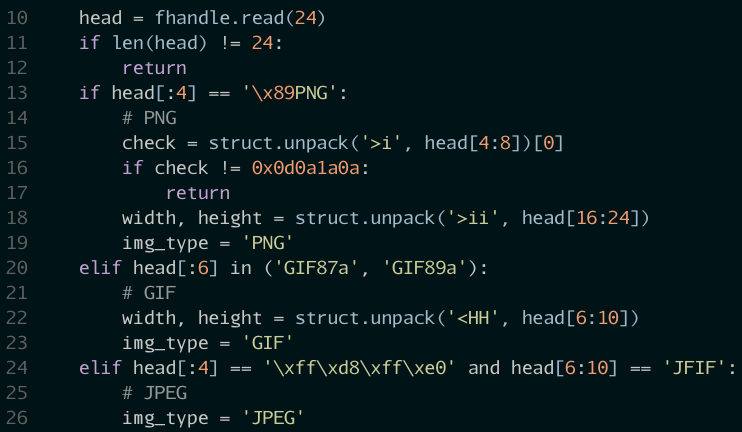 10     head = fhandle.read(24)
11     if len(head) != 24:
12         return
13     if head[:4] == '\x89PNG':
14         # PNG
15         check = struct.unpack('>i', head[4:8])[0]
16         if check != 0x0d0a1a0a:
17             return
18         width, height = struct.unpack('>ii', head[16:24])
19         img_type = 'PNG'
20     elif head[:6] in ('GIF87a', 'GIF89a'):
21         # GIF
22         width, height = struct.unpack('<HH', head[6:10])
23         img_type = 'GIF'
24     elif head[:4] == '\xff\xd8\xff\xe0' and head[6:10] == 'JFIF':
25         # JPEG
26         img_type = 'JPEG'